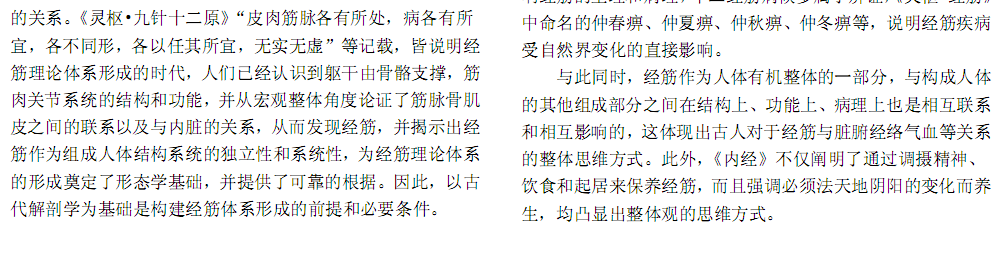 的关系。《灵枢•九针十二原》“皮肉筋脉各有所处，病各有所
宜，各不同形，各以任其所宜，无实无虚”等记载，皆说明经
筋理论体系形成的时代，人们已经认识到躯干由骨骼支撑，筋
肉关节系统的结构和功能，并从宏观整体角度论证了筋脉骨肌
皮之间的联系以及与内脏的关系，从而发现经筋，并揭示出经
筋作为组成人体结构系统的独立性和系统性，为经筋理论体系
的形成奠定了形态学基础，并提供了可靠的根据。因此，以古
代解剖学为基础是构建经筋体系形成的前提和必要条件。
中命名的仲春痹、仲夏痹、仲秋痹、仲冬痹等，说明经筋疾病
受自然界变化的直接影响。
与此同时，经筋作为人体有机整体的一部分，与构成人体
的其他组成部分之间在结构上、功能上、病理上也是相互联系
和相互影响的，这体现出古人对于经筋与脏腑经络气血等关系
的整体思维方式。此外，《内经》不仅阐明了通过调摄精神、
饮食和起居来保养经筋，而且强调必须法天地阴阳的变化而养
生，均凸显出整体观的思维方式。